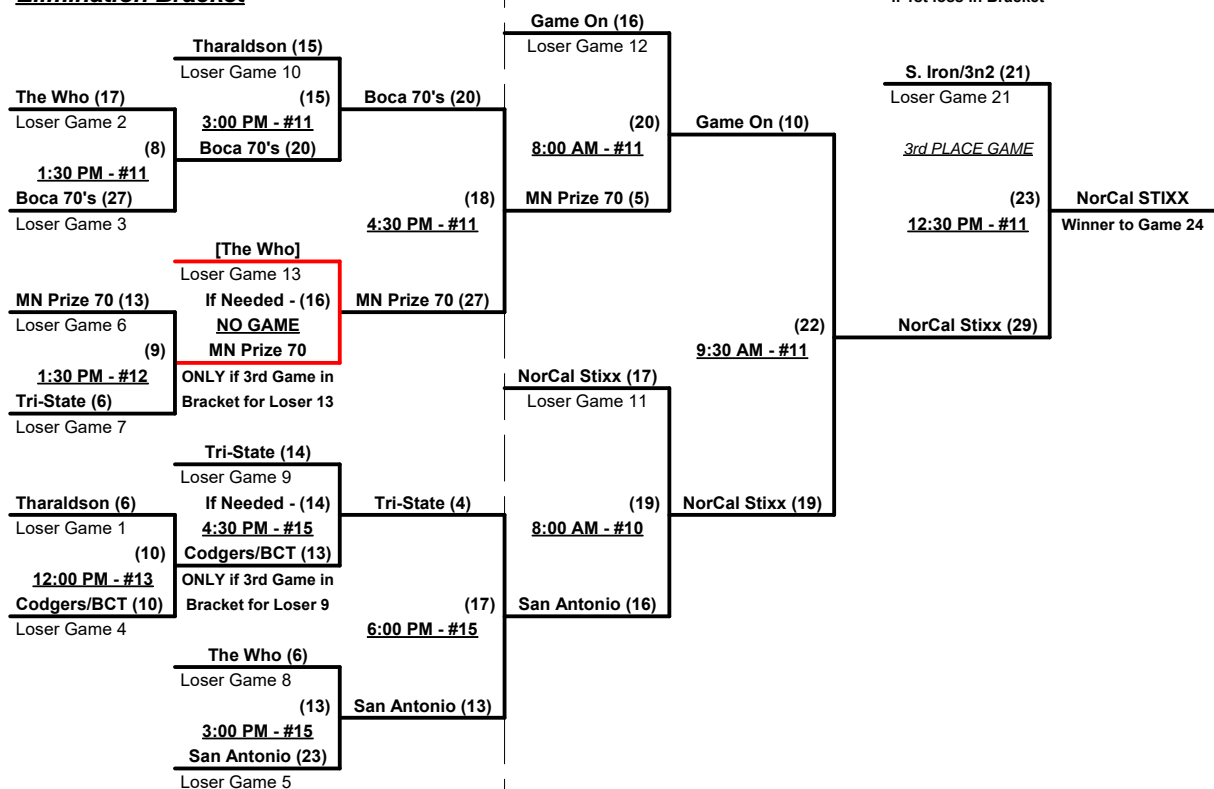 Elimination Bracket
if 1st loss in Bracket
Game On (16)
Loser Game 12
Tharaldson (15)
Loser Game 10
S. Iron/3n2 (21)
Loser Game 21
The Who (17)
Loser Game 2
(15)
3:00 PM - #11
Boca 70's (20)
Boca 70's (20)
(20)
8:00 AM - #11
Game On (10)
3rd PLACE GAME
(8)
1:30 PM - #11
Boca 70's (27)
Loser Game 3
(18)
4:30 PM - #11
MN Prize 70 (5)
(23)
12:30 PM - #11
NorCal STIXX
Winner to Game 24
[The Who]
Loser Game 13
MN Prize 70 (13)
Loser Game 6
If Needed - (16)
NO GAME
MN Prize 70
MN Prize 70 (27)
(22)
9:30 AM - #11
NorCal Stixx (29)
(9)
1:30 PM - #12
ONLY if 3rd Game in
Bracket for Loser 13
Tri-State (6)
Loser Game 7
NorCal Stixx (17)
Loser Game 11
Tri-State (14)
Loser Game 9
Tharaldson (6)
Loser Game 1
If Needed - (14)
4:30 PM - #15
Codgers/BCT (13)
Tri-State (4)
(19)
8:00 AM - #10
NorCal Stixx (19)
(10)
12:00 PM - #13
ONLY if 3rd Game in
Bracket for Loser 9
Codgers/BCT (10)
Loser Game 4
(17)
6:00 PM - #15
San Antonio (16)
The Who (6)
Loser Game 8
(13)
3:00 PM - #15
San Antonio (13)
San Antonio (23)
Loser Game 5